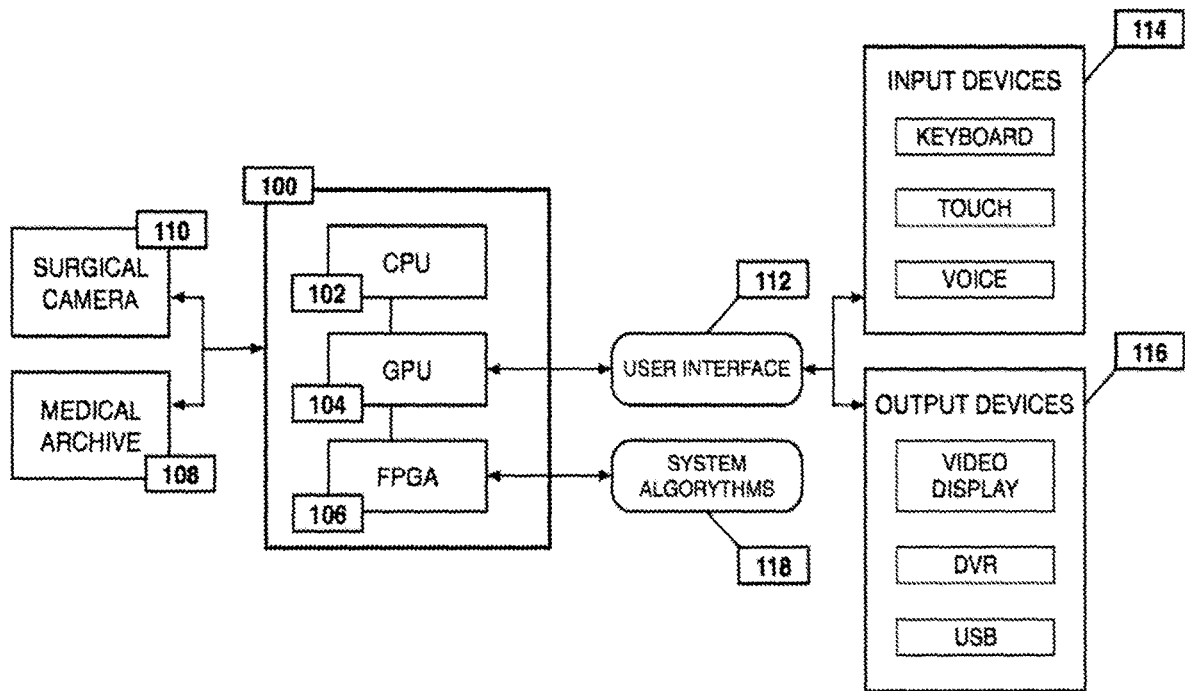 114
INPUT DEVICES
KEYBOARD
TOUCH
VOICE
100
110
SURGICAL
CAMERA
CPU
102
112
GPU
104
USER INTERFACE
116
OUTPUT DEVICES
MEDICAL
ARCHIVE
108
FPGA
106
SYSTEM
ALGORYTHMS
118
VIDEO
DISPLAY
DVR
USB